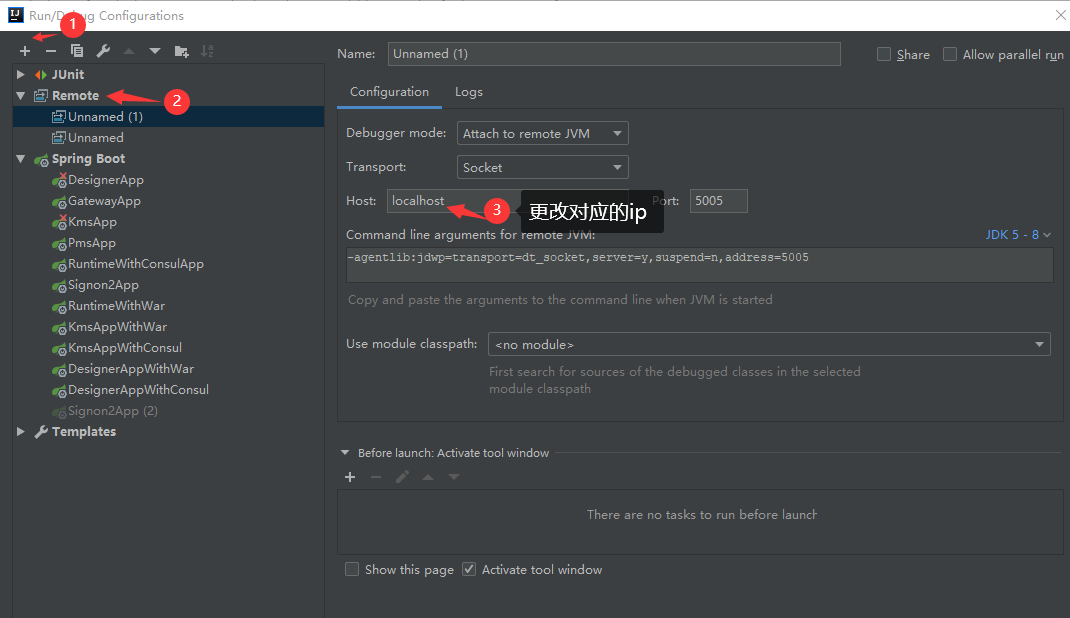 Run/Debug Configurations
1
Name:
Unnamed (1)
Share
Allow parallel run
JUnit
Remote
2
Unnamed (1)
Unnamed
Spring Boot
DesignerApp
GatewayApp
KmsApp
PmsApp
RuntimeWithConsulApp
Signon2App
RuntimeWithWar
KmsAppWithWar
KmsAppWithConsul
DesignerAppWithWar
DesignerAppWithConsul
Signon2App (2)
Templates
Configuration
Logs
Debugger mode:
Attach to remote JVM
Transport:
Socket
Host:
localhost
3
更改对应的ip
Port:
5005
Command line arguments for remote JVM:
JDK 5 - 8
-agentlib:jdwp=transport=dt_socket,server=y,suspend=n,address=5005
Copy and paste the arguments to the command line when JVM is started
Use module classpath:
<no module>
First search for sources of the debugged classes in the selected
module classpath
Before launch: Activate tool window
There are no tasks to run before launch
Show this page
Activate tool window